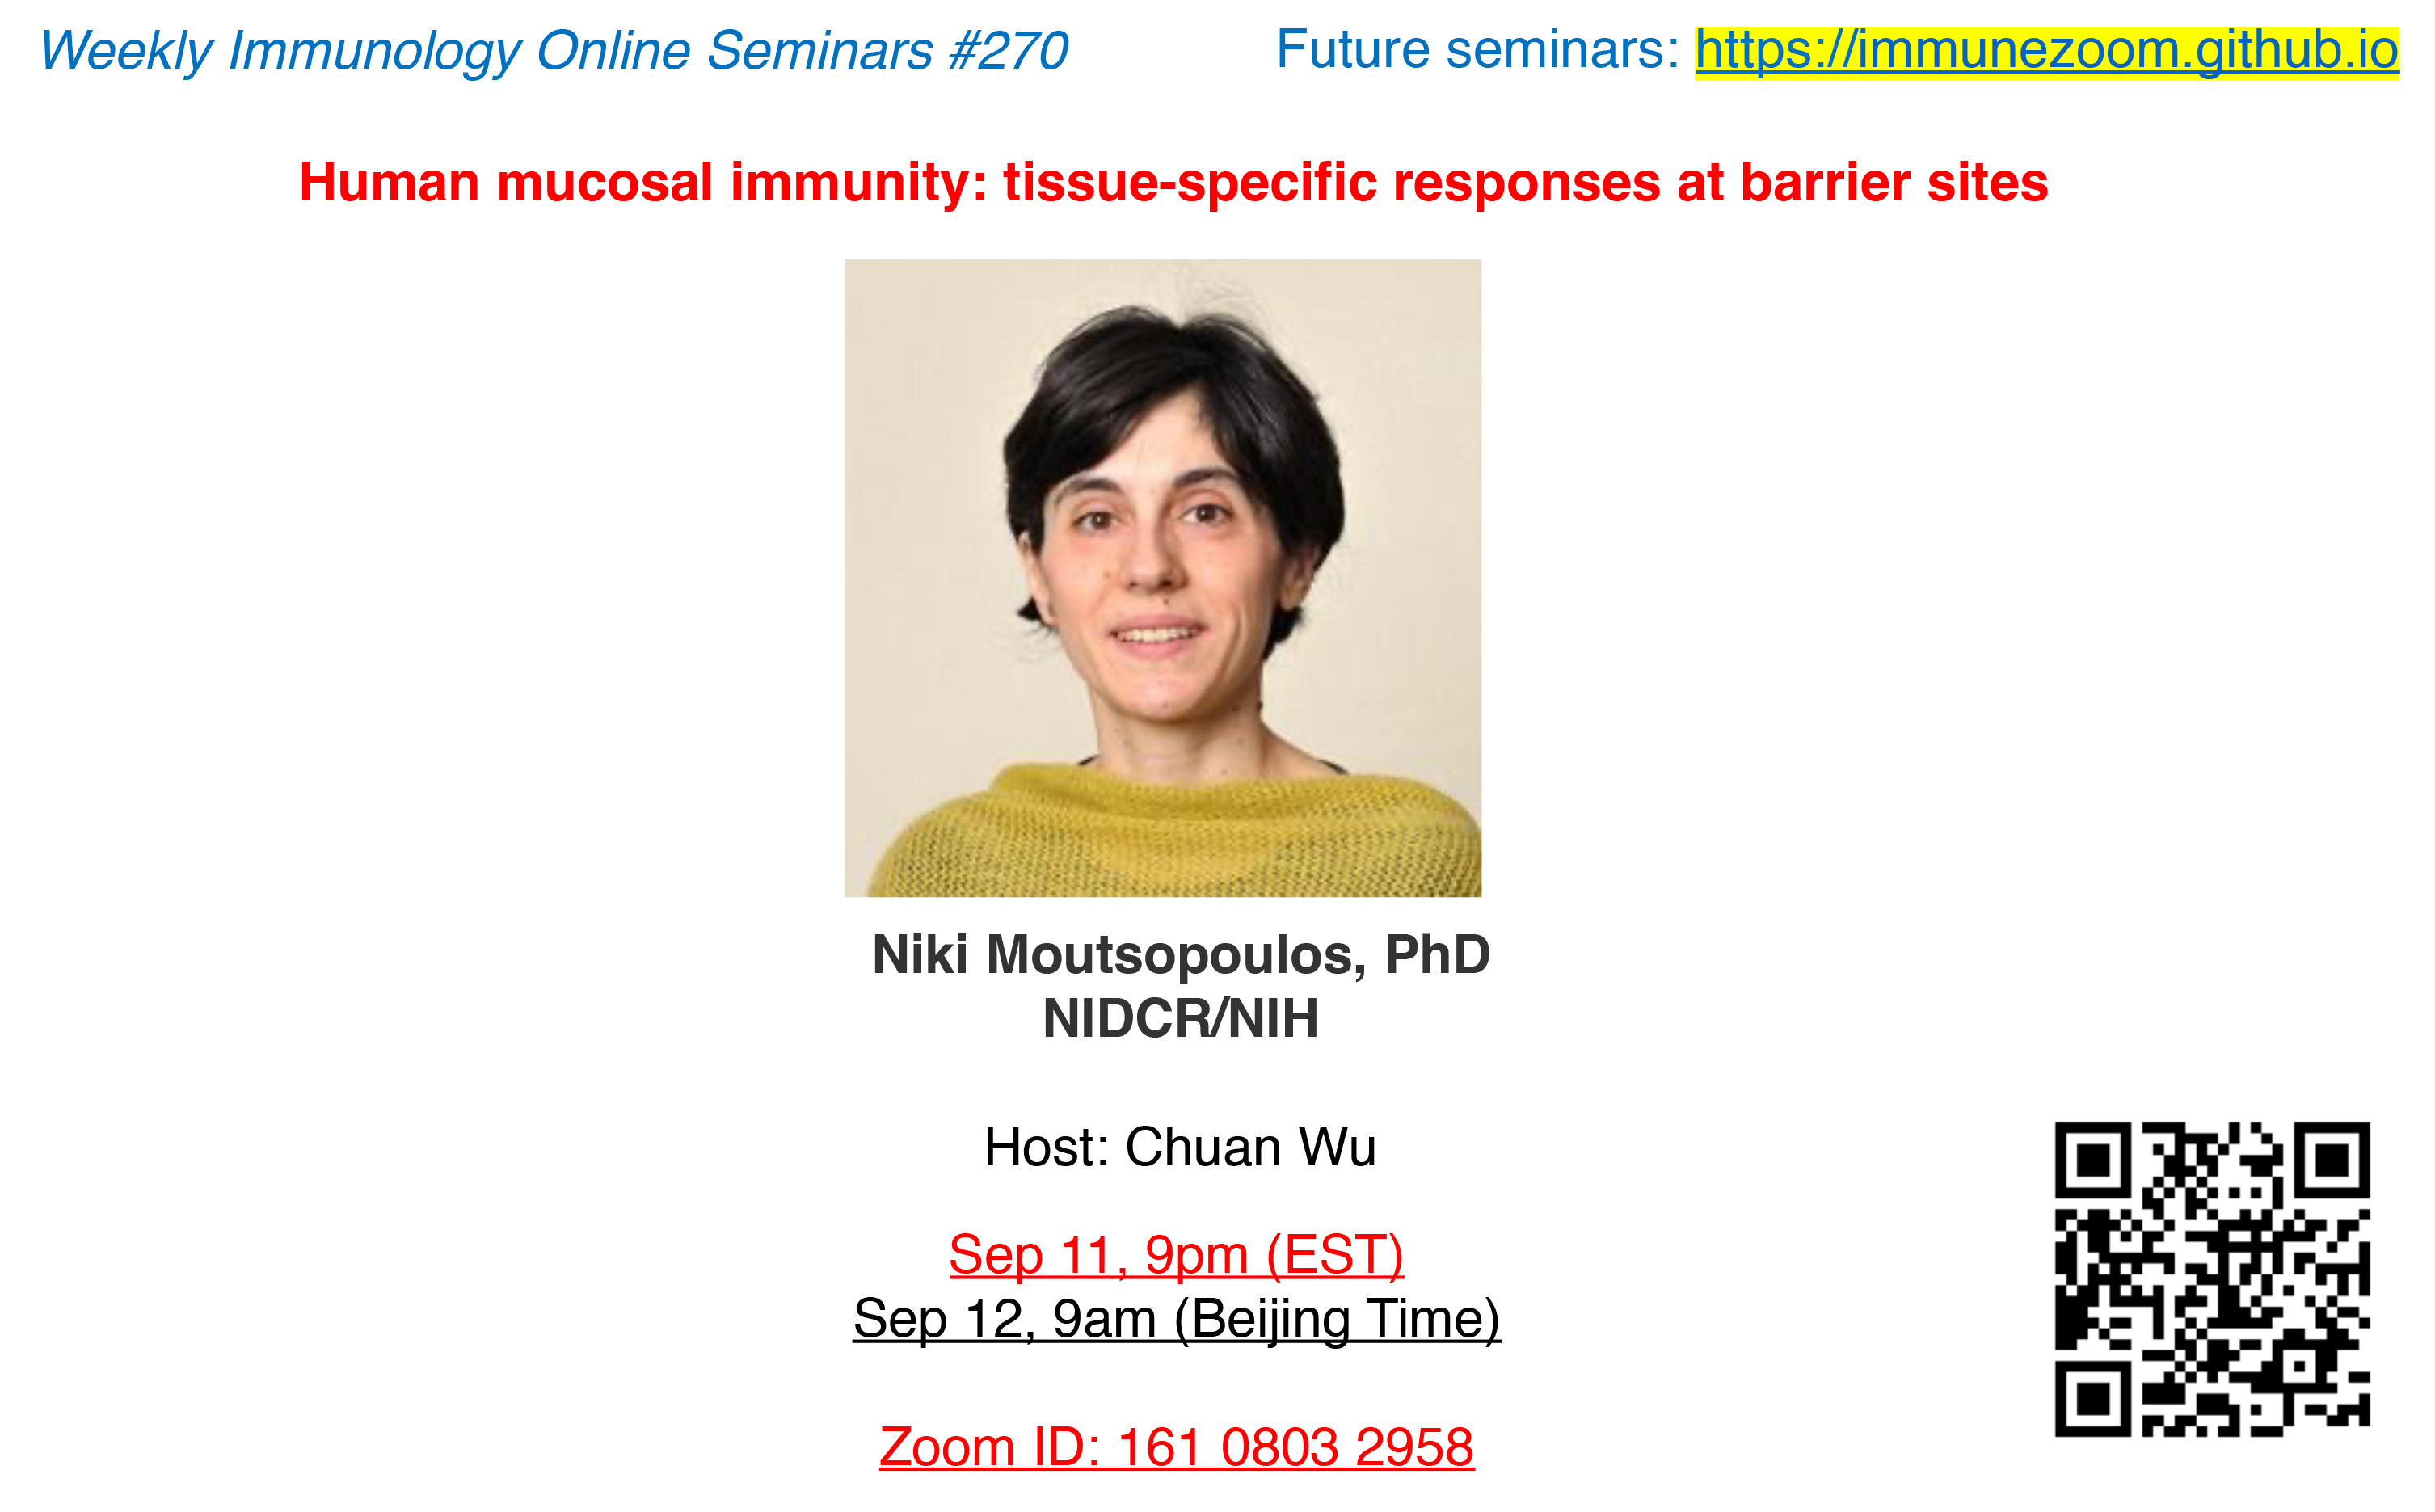 Weekly Immunology Online Seminars #270
Future seminars: https://immunezoom.github.io
Human mucosal immunity: tissue-specific responses at barrier sites
Niki Moutsopoulos, PhD
NIDCR/NIH
Host: Chuan Wu
Sep 11, 9pm (EST)
Sep 12, 9am (Beijing Time)
Zoom ID: 161 0803 2958